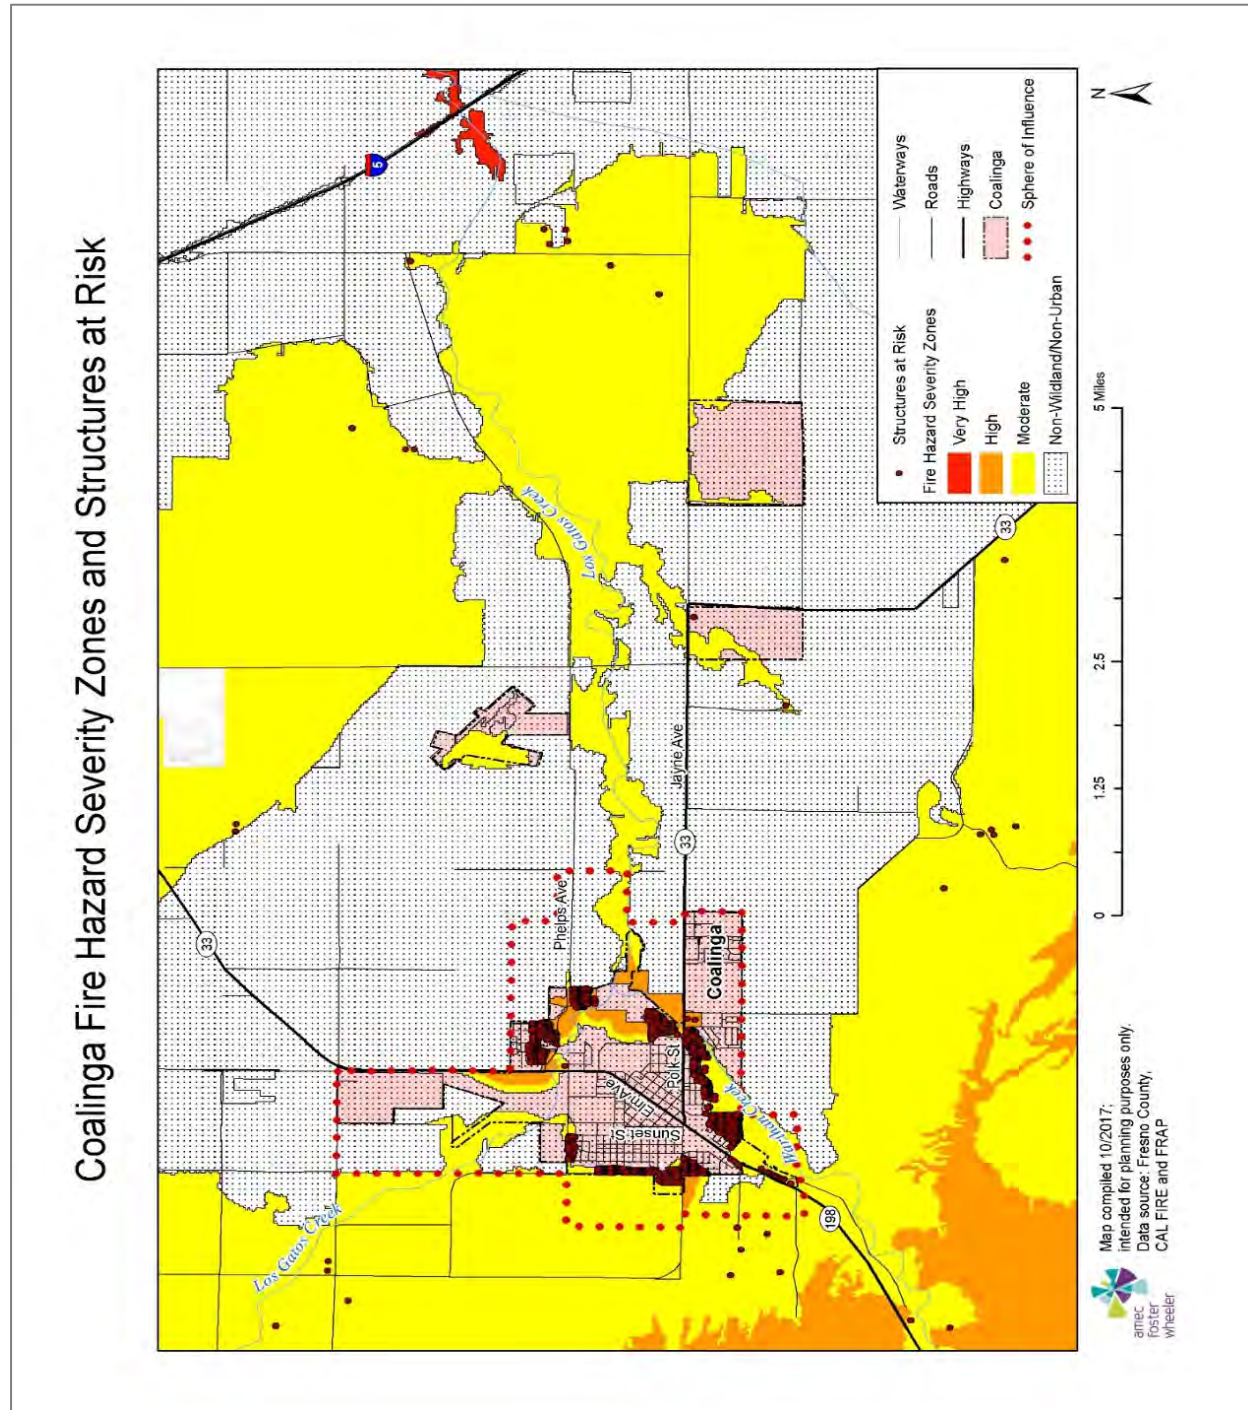 Coalinga Fire Hazard Severity Zones and Structures at Risk
5
33
Los Gatos Creek
Los Gatos Creek
Phelps Ave
Jayne Ave
33
33
Coalinga
Polk St
Elm Ave
Sunset St
Warthan Creek
198
Structures at Risk
Fire Hazard Severity Zones
Very High
High
Moderate
Non-Wildland/Non-Urban
Waterways
Roads
Highways
Coalinga
Sphere of Influence
N
0
1.25
2.5
5 Miles
amec
foster
wheeler
Map compiled 10/2017;
intended for planning purposes only.
Data source: Fresno County,
CAL FIRE and FRAP